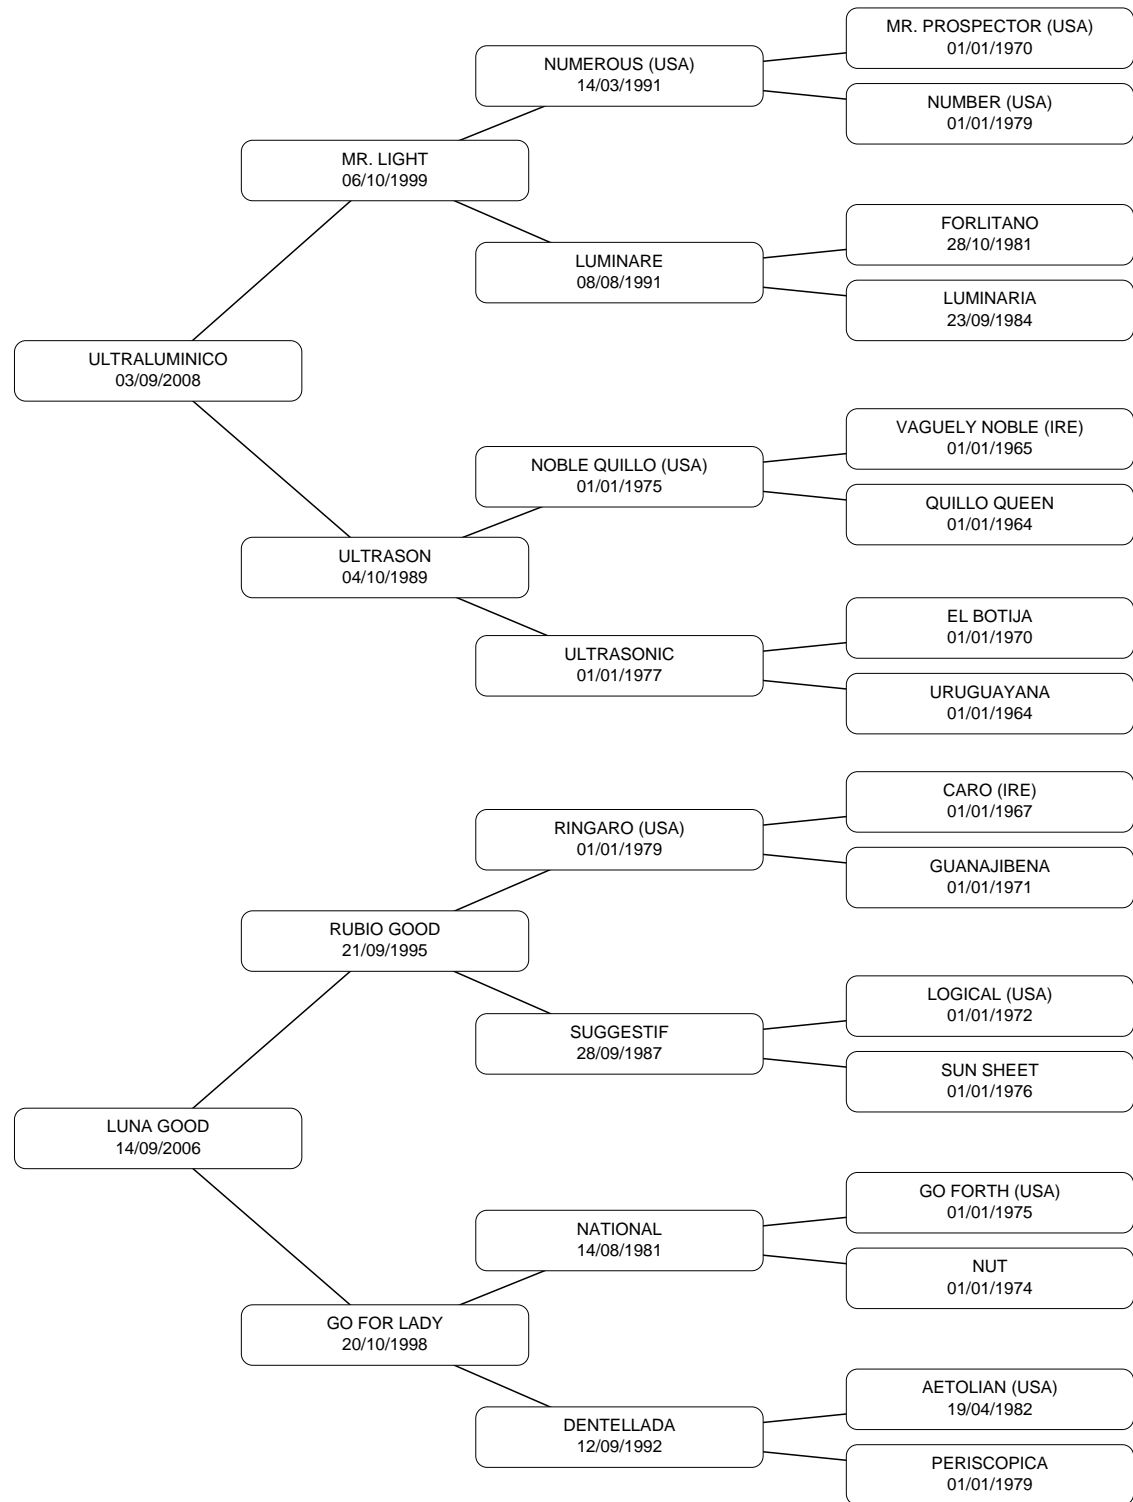 MR. PROSPECTOR (USA)
01/01/1970
NUMEROUS (USA)
14/03/1991
NUMBER (USA)
01/01/1979
MR. LIGHT
06/10/1999
FORLITANO
28/10/1981
LUMINARE
08/08/1991
LUMINARIA
23/09/1984
ULTRALUMINICO
03/09/2008
VAGUELY NOBLE (IRE)
01/01/1965
NOBLE QUILLO (USA)
01/01/1975
QUILLO QUEEN
01/01/1964
ULTRASON
04/10/1989
EL BOTIJA
01/01/1970
ULTRASONIC
01/01/1977
URUGUAYANA
01/01/1964
CARO (IRE)
01/01/1967
RINGARO (USA)
01/01/1979
GUANAJIBENA
01/01/1971
RUBIO GOOD
21/09/1995
LOGICAL (USA)
01/01/1972
SUGGESTIF
28/09/1987
SUN SHEET
01/01/1976
LUNA GOOD
14/09/2006
GO FORTH (USA)
01/01/1975
NATIONAL
14/08/1981
NUT
01/01/1974
GO FOR LADY
20/10/1998
AETOLIAN (USA)
19/04/1982
DENTELLADA
12/09/1992
PERISCOPICA
01/01/1979